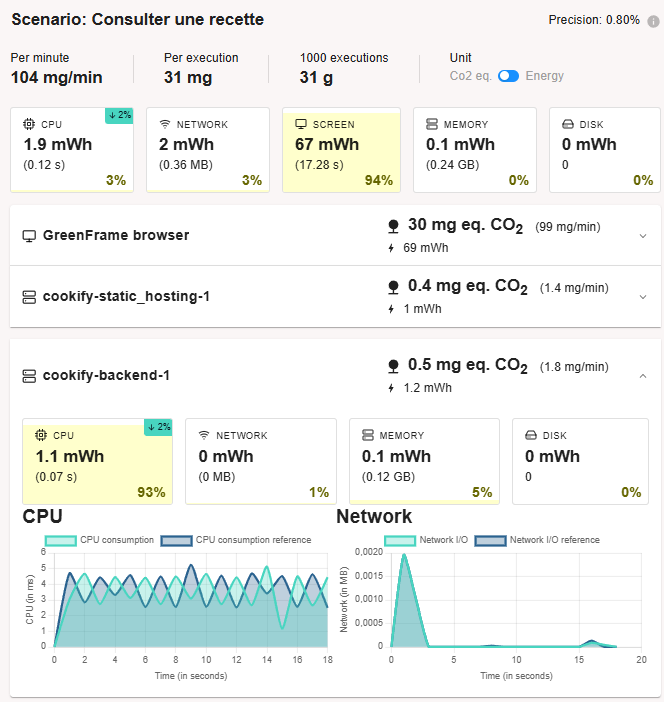 Scenario: Consulter une recette
Precision: 0.80%
Per minute
104 mg/min
Per execution
31 mg
1000 executions
31 g
Unit
Co2 eq. Energy
CPU
↓ 2%
1.9 mWh
(0.12 s)
3%
NETWORK
2 mWh
(0.36 MB)
3%
SCREEN
67 mWh
(17.28 s)
94%
MEMORY
0.1 mWh
(0.24 GB)
0%
DISK
0 mWh
0
0%
GreenFrame browser
30 mg eq. CO2 (99 mg/min)
69 mWh
cookify-static_hosting-1
0.4 mg eq. CO2 (1.4 mg/min)
1 mWh
cookify-backend-1
0.5 mg eq. CO2 (1.8 mg/min)
1.2 mWh
CPU
↓ 2%
1.1 mWh
(0.07 s)
93%
NETWORK
0 mWh
(0 MB)
1%
MEMORY
0.1 mWh
(0.12 GB)
5%
DISK
0 mWh
0
0%
CPU
CPU consumption CPU consumption reference
CPU (in ms)
6
5
4
3
2
1
0
0 2 4 6 8 10 12 14 16 18
Time (in seconds)
Network
Network I/O Network I/O reference
Network (in MB)
0,0020
0,0015
0,0010
0,0005
0
0 5 10 15 20
Time (in seconds)